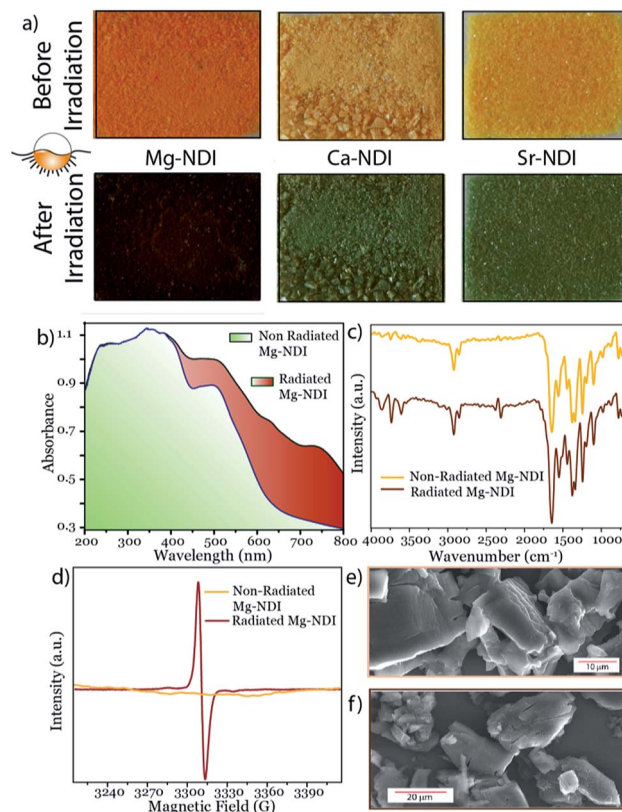 a)
Before
Irradiation
Mg-NDI
Ca-NDI
Sr-NDI
After
Irradiation
b)
1.1
0.9
0.7
0.5
0.3
Absorbance
Non Radiated
Mg-NDI
Radiated
Mg-NDI
200 300 400 500 600 700 800
Wavelength (nm)
c)
Intensity (a.u.)
Non-Radiated Mg-NDI
Radiated Mg-NDI
4000 3000 2000 1500 1000
Wavenumber (cm⁻¹)
d)
Intensity (a.u.)
Non-Radiated
Mg-NDI
Radiated Mg-NDI
3240 3270 3300 3330 3360 3390
Magnetic Field (G)
e)
10 µm
f)
20 µm